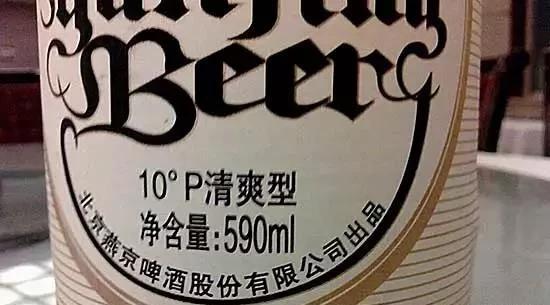 Yanjing
Beer
10°P清爽型
净含量:590ml
北京燕京啤酒股份有限公司出品